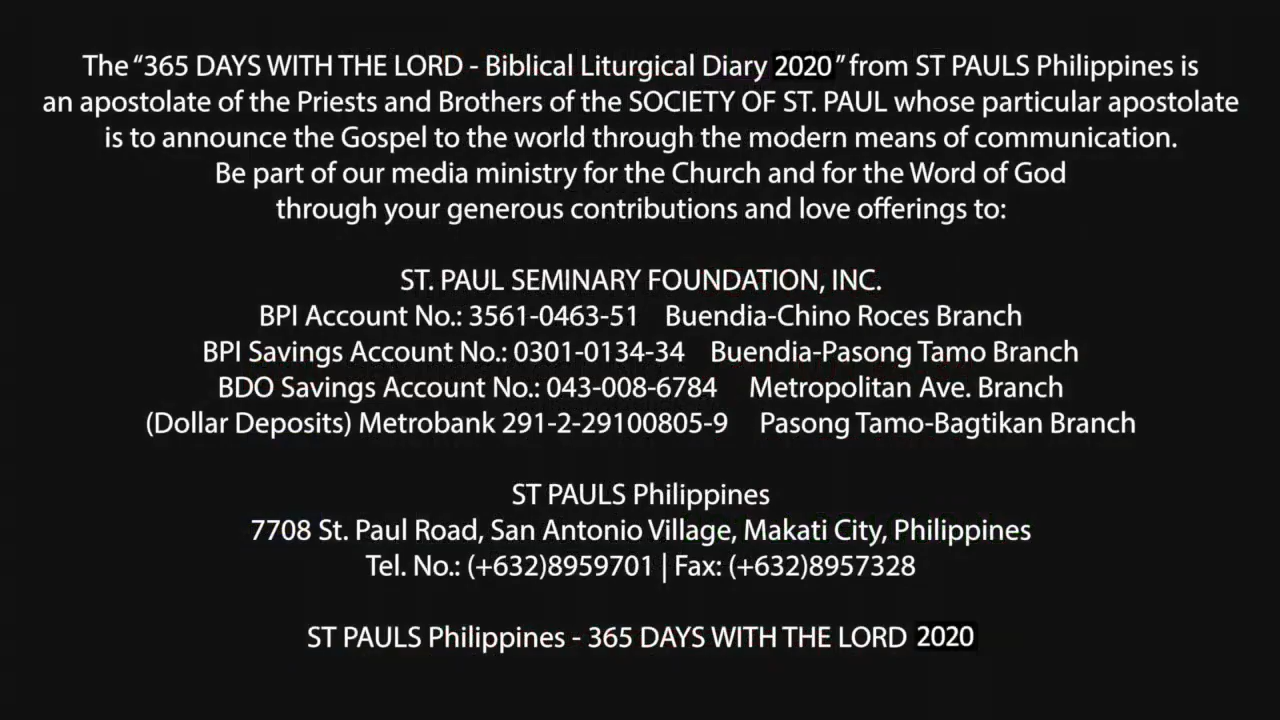 The “365 DAYS WITH THE LORD - Biblical Liturgical Diary 2020” from ST PAULS Philippines is
an apostolate of the Priests and Brothers of the SOCIETY OF ST. PAUL whose particular apostolate
is to announce the Gospel to the world through the modern means of communication.
Be part of our media ministry for the Church and for the Word of God
through your generous contributions and love offerings to:
ST. PAUL SEMINARY FOUNDATION, INC.
BPI Account No.: 3561-0463-51 Buendia-Chino Roces Branch
BPI Savings Account No.: 0301-0134-34 Buendia-Pasong Tamo Branch
BDO Savings Account No.: 043-008-6784 Metropolitan Ave. Branch
(Dollar Deposits) Metrobank 291-2-29100805-9 Pasong Tamo-Bagtikan Branch
ST PAULS Philippines
7708 St. Paul Road, San Antonio Village, Makati City, Philippines
Tel. No.: (+632)8959701 | Fax: (+632)8957328
ST PAULS Philippines - 365 DAYS WITH THE LORD 2020